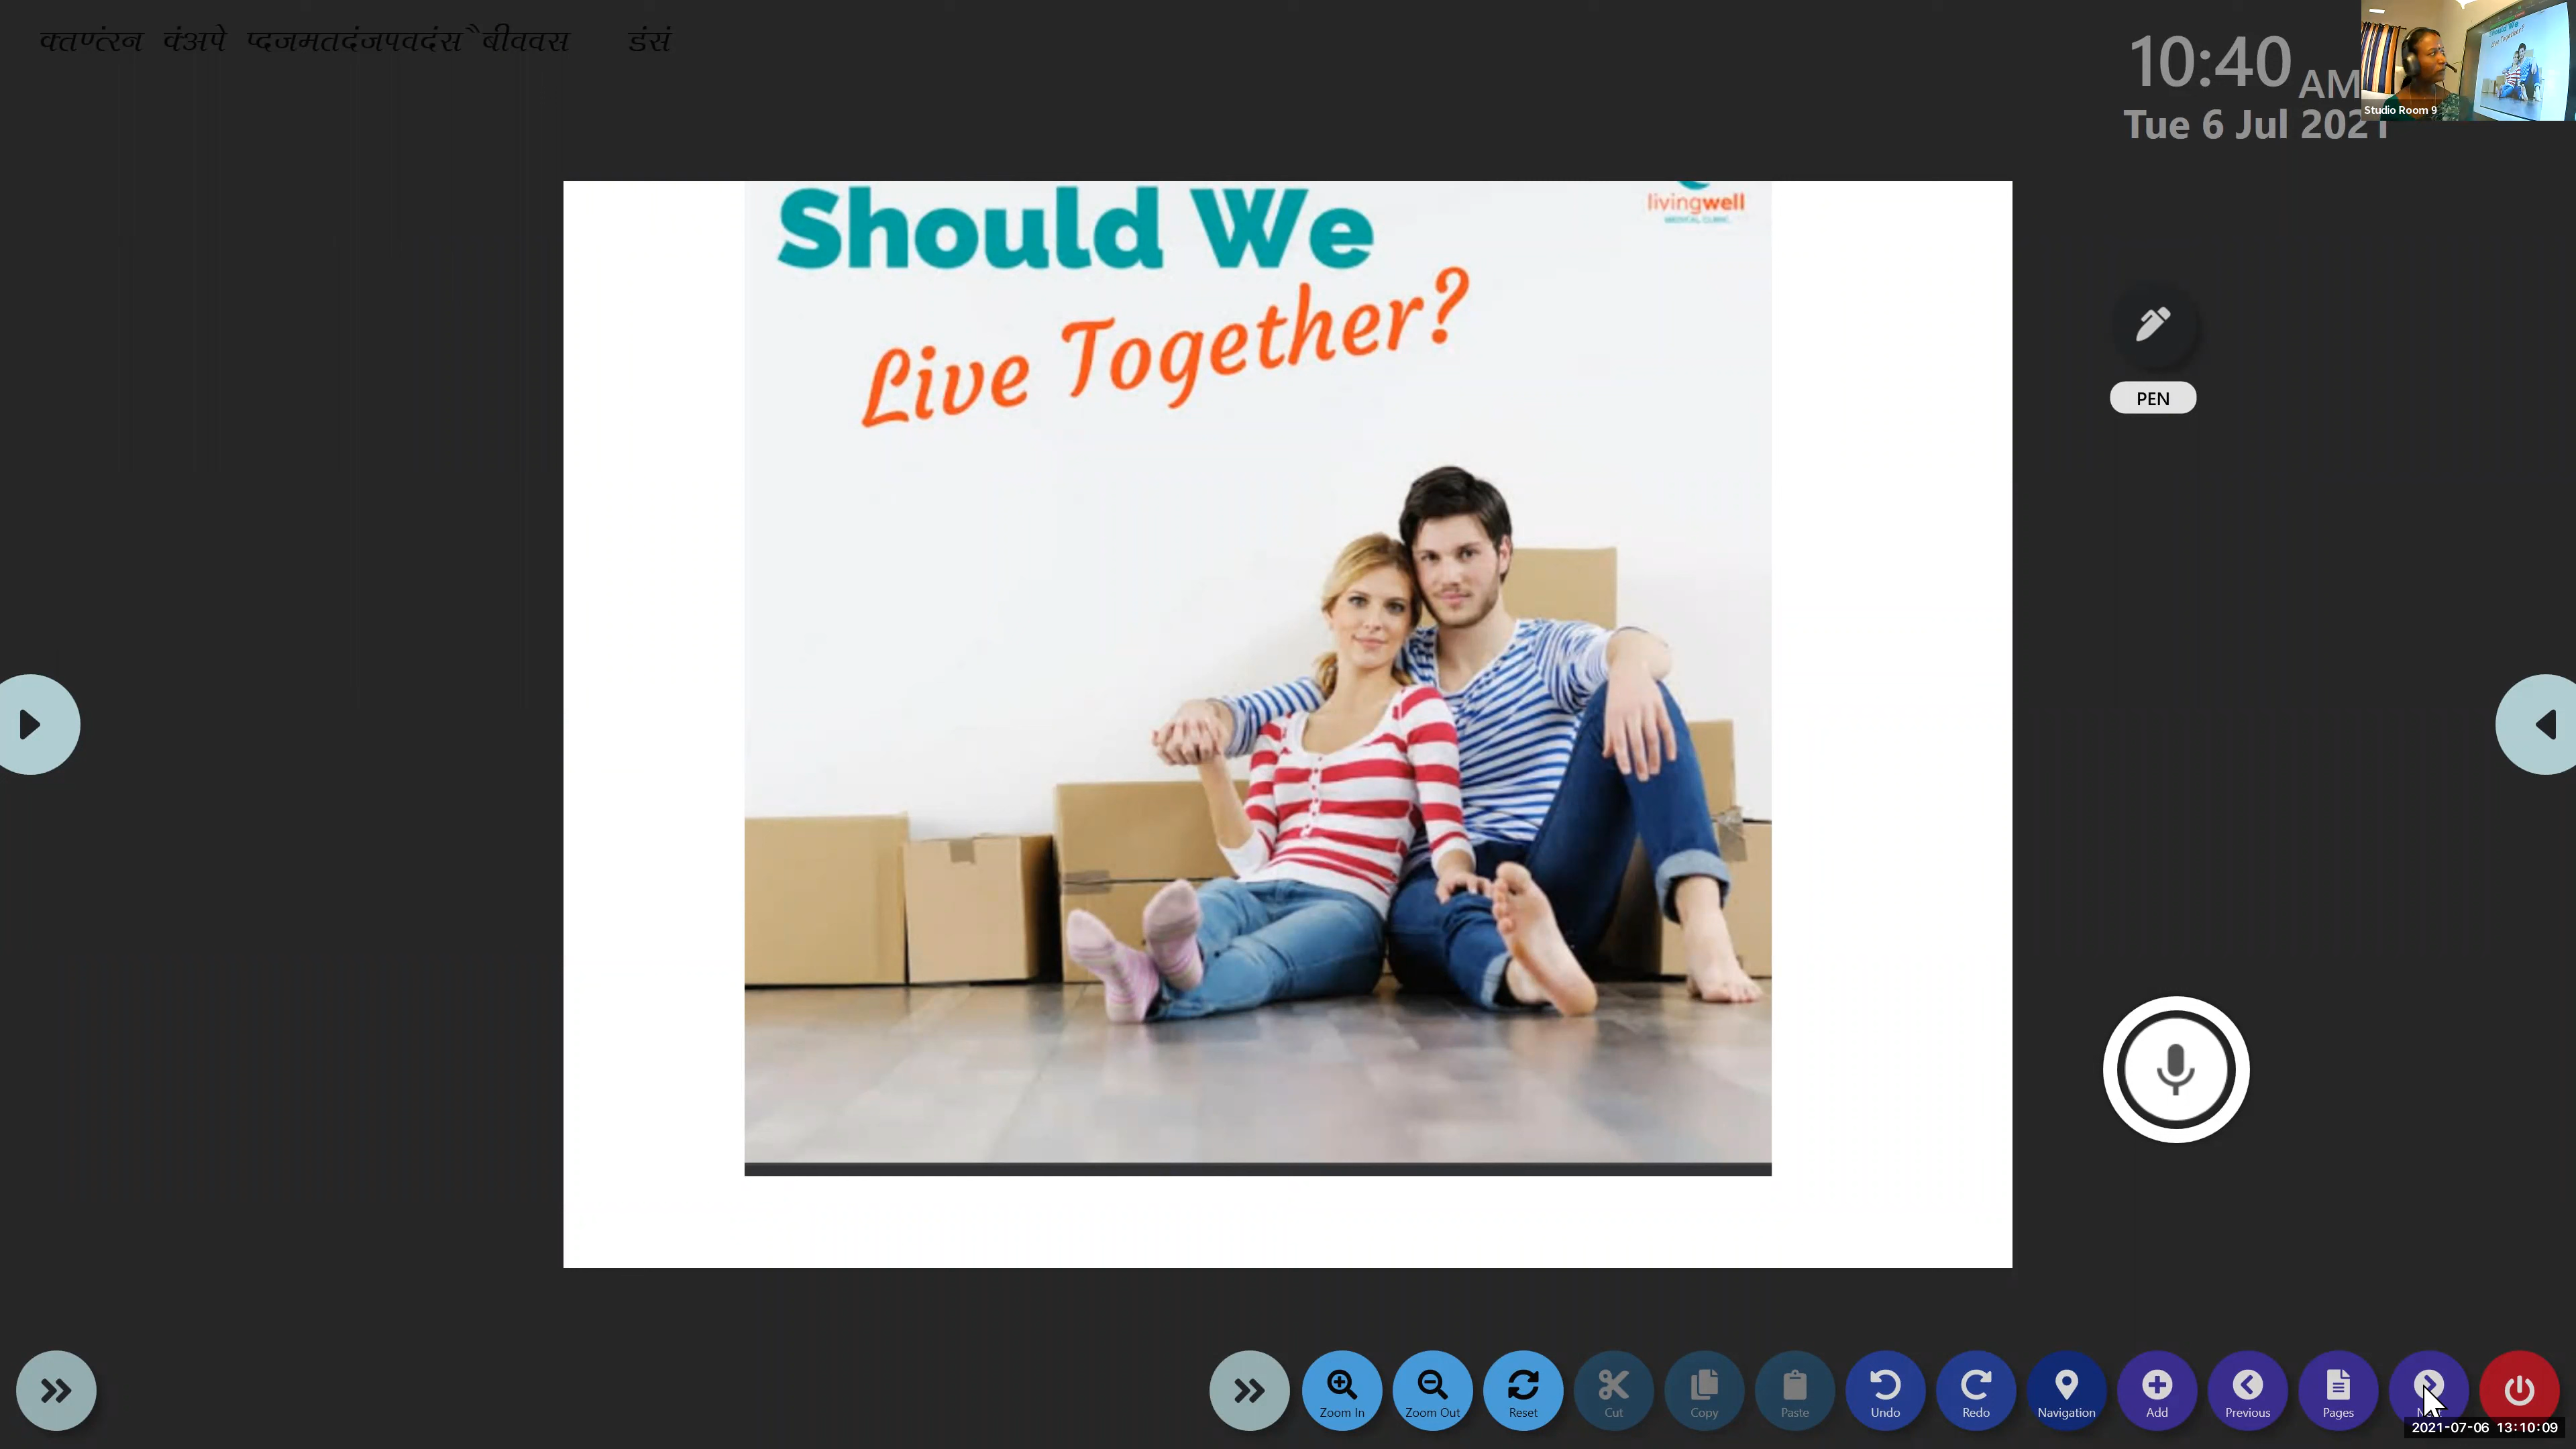 क्तण्ंरन क्ंअपे प्दजमतदंजपवदंस ैबीववस डंसं
10:40 AM
Tue 6 Jul 2021
Studio Room 9
Should We
Live Together?
livingwell
MEDICAL CLINIC
PEN
Zoom In
Zoom Out
Reset
Cut
Copy
Paste
Undo
Redo
Navigation
Add
Previous
Pages
2021-07-06 13:10:09